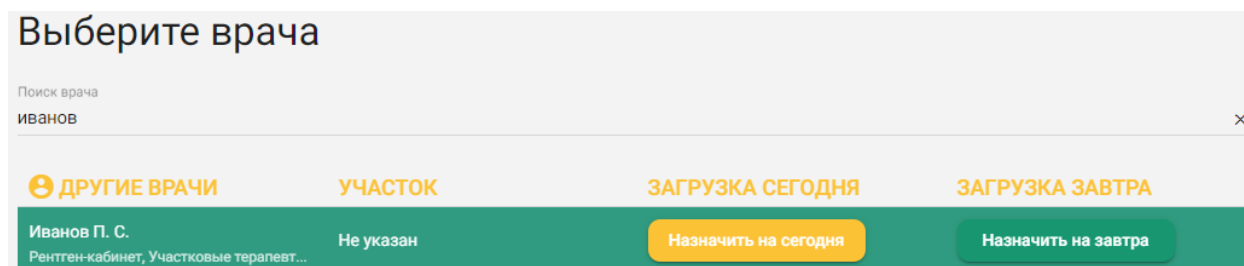 Выберите врача
Поиск врача
иванов
ДРУГИЕ ВРАЧИ УЧАСТОК ЗАГРУЗКА СЕГОДНЯ ЗАГРУЗКА ЗАВТРА
Иванов П. С. Не указан Назначить на сегодня Назначить на завтра
Рентген-кабинет, Участковые терапевт...